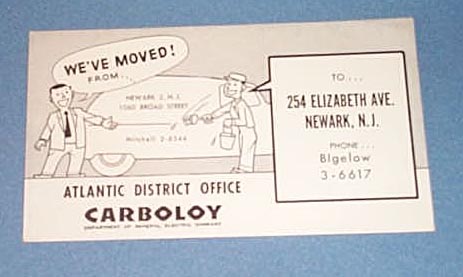 WE'VE MOVED!
FROM...
NEWARK 2, N.J.
1060 BROAD STREET
Mitchell 2-8544
TO...
254 ELIZABETH AVE.
NEWARK, N.J.
PHONE...
BIgelow
3-6617
ATLANTIC DISTRICT OFFICE
CARBOLOY
DEPARTMENT OF GENERAL ELECTRIC COMPANY